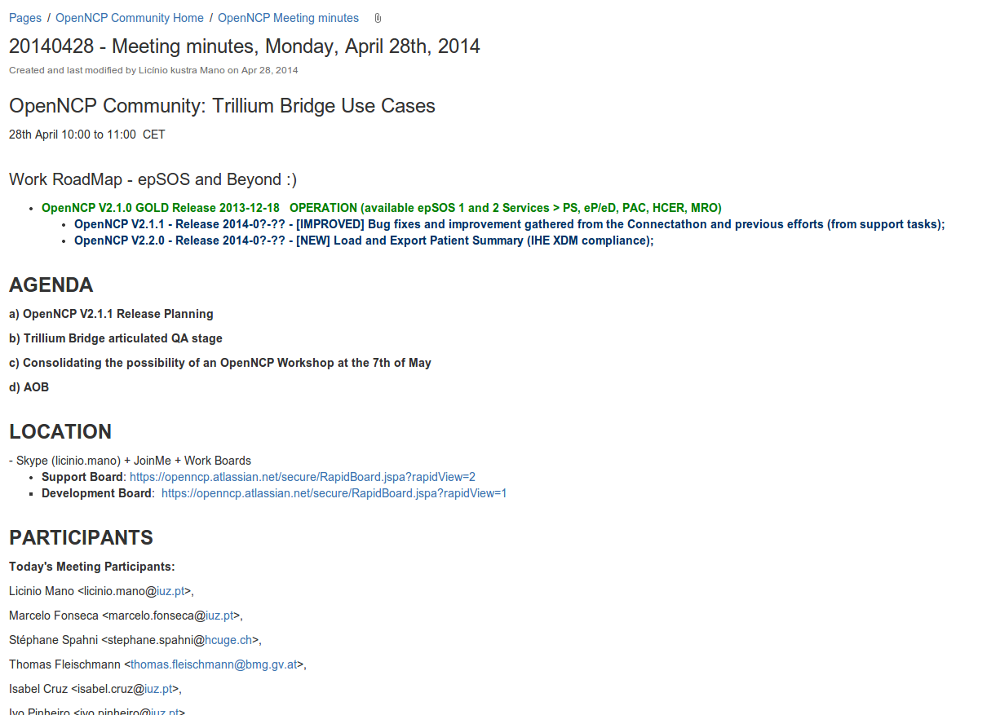 Pages / OpenNCP Community Home / OpenNCP Meeting minutes
20140428 - Meeting minutes, Monday, April 28th, 2014
Created and last modified by Licínio kustra Mano on Apr 28, 2014
OpenNCP Community: Trillium Bridge Use Cases
28th April 10:00 to 11:00 CET
Work RoadMap - epSOS and Beyond :)
OpenNCP V2.1.0 GOLD Release 2013-12-18 OPERATION (available epSOS 1 and 2 Services > PS, eP/eD, PAC, HCER, MRO)
OpenNCP V2.1.1 - Release 2014-0?-?? - [IMPROVED] Bug fixes and improvement gathered from the Connectathon and previous efforts (from support tasks);
OpenNCP V2.2.0 - Release 2014-0?-?? - [NEW] Load and Export Patient Summary (IHE XDM compliance);
AGENDA
a) OpenNCP V2.1.1 Release Planning
b) Trillium Bridge articulated QA stage
c) Consolidating the possibility of an OpenNCP Workshop at the 7th of May
d) AOB
LOCATION
- Skype (licinio.mano) + JoinMe + Work Boards
Support Board: https://openncp.atlassian.net/secure/RapidBoard.jspa?rapidView=2
Development Board: https://openncp.atlassian.net/secure/RapidBoard.jspa?rapidView=1
PARTICIPANTS
Today's Meeting Participants:
Licinio Mano <licinio.mano@iuz.pt>,
Marcelo Fonseca <marcelo.fonseca@iuz.pt>,
Stéphane Spahni <stephane.spahni@hcuge.ch>,
Thomas Fleischmann <thomas.fleischmann@bmg.gv.at>,
Isabel Cruz <isabel.cruz@iuz.pt>,
Ivo Pinheiro <ivo.pinheiro@iuz.pt>